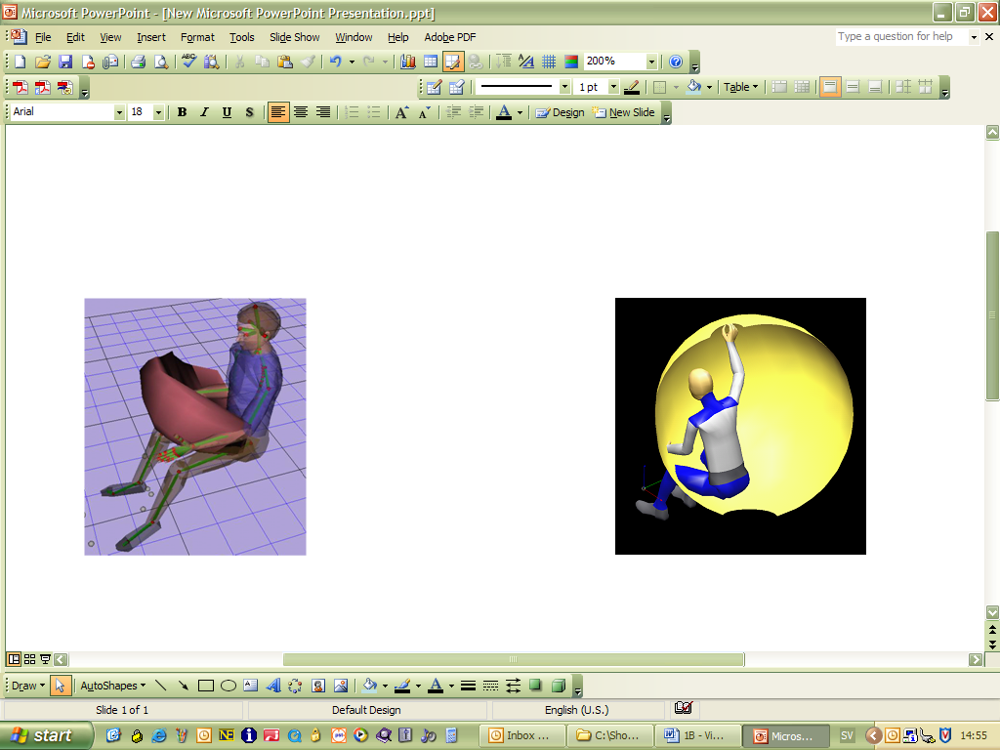 Microsoft PowerPoint - [New Microsoft PowerPoint Presentation.ppt]
File Edit View Insert Format Tools Slide Show Window Help Adobe PDF Type a question for help
200%
1 pt Table
Arial 18 B I U S A A A Design New Slide
Draw AutoShapes A
Slide 1 of 1 Default Design English (U.S.)
start Inbox ... C:\Sho... 1B - Vi... Micros... SV 14:55